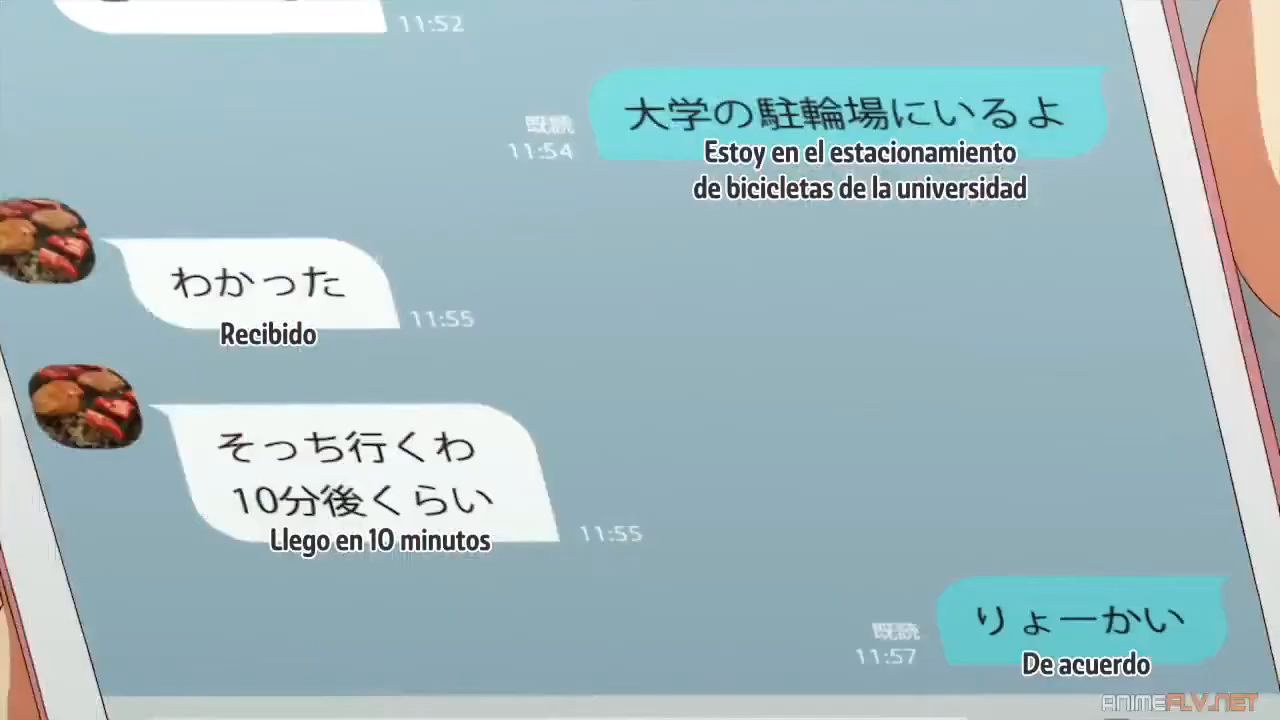 11:52
大学の駐輪場にいるよ
既読
11:54
Estoy en el estacionamiento
de bicicletas de la universidad
わかった
11:55
Recibido
そっち行くわ
10分後くらい
11:55
Llego en 10 minutos
りょーかい
既読
11:57
De acuerdo
ANIMEFLV.NET